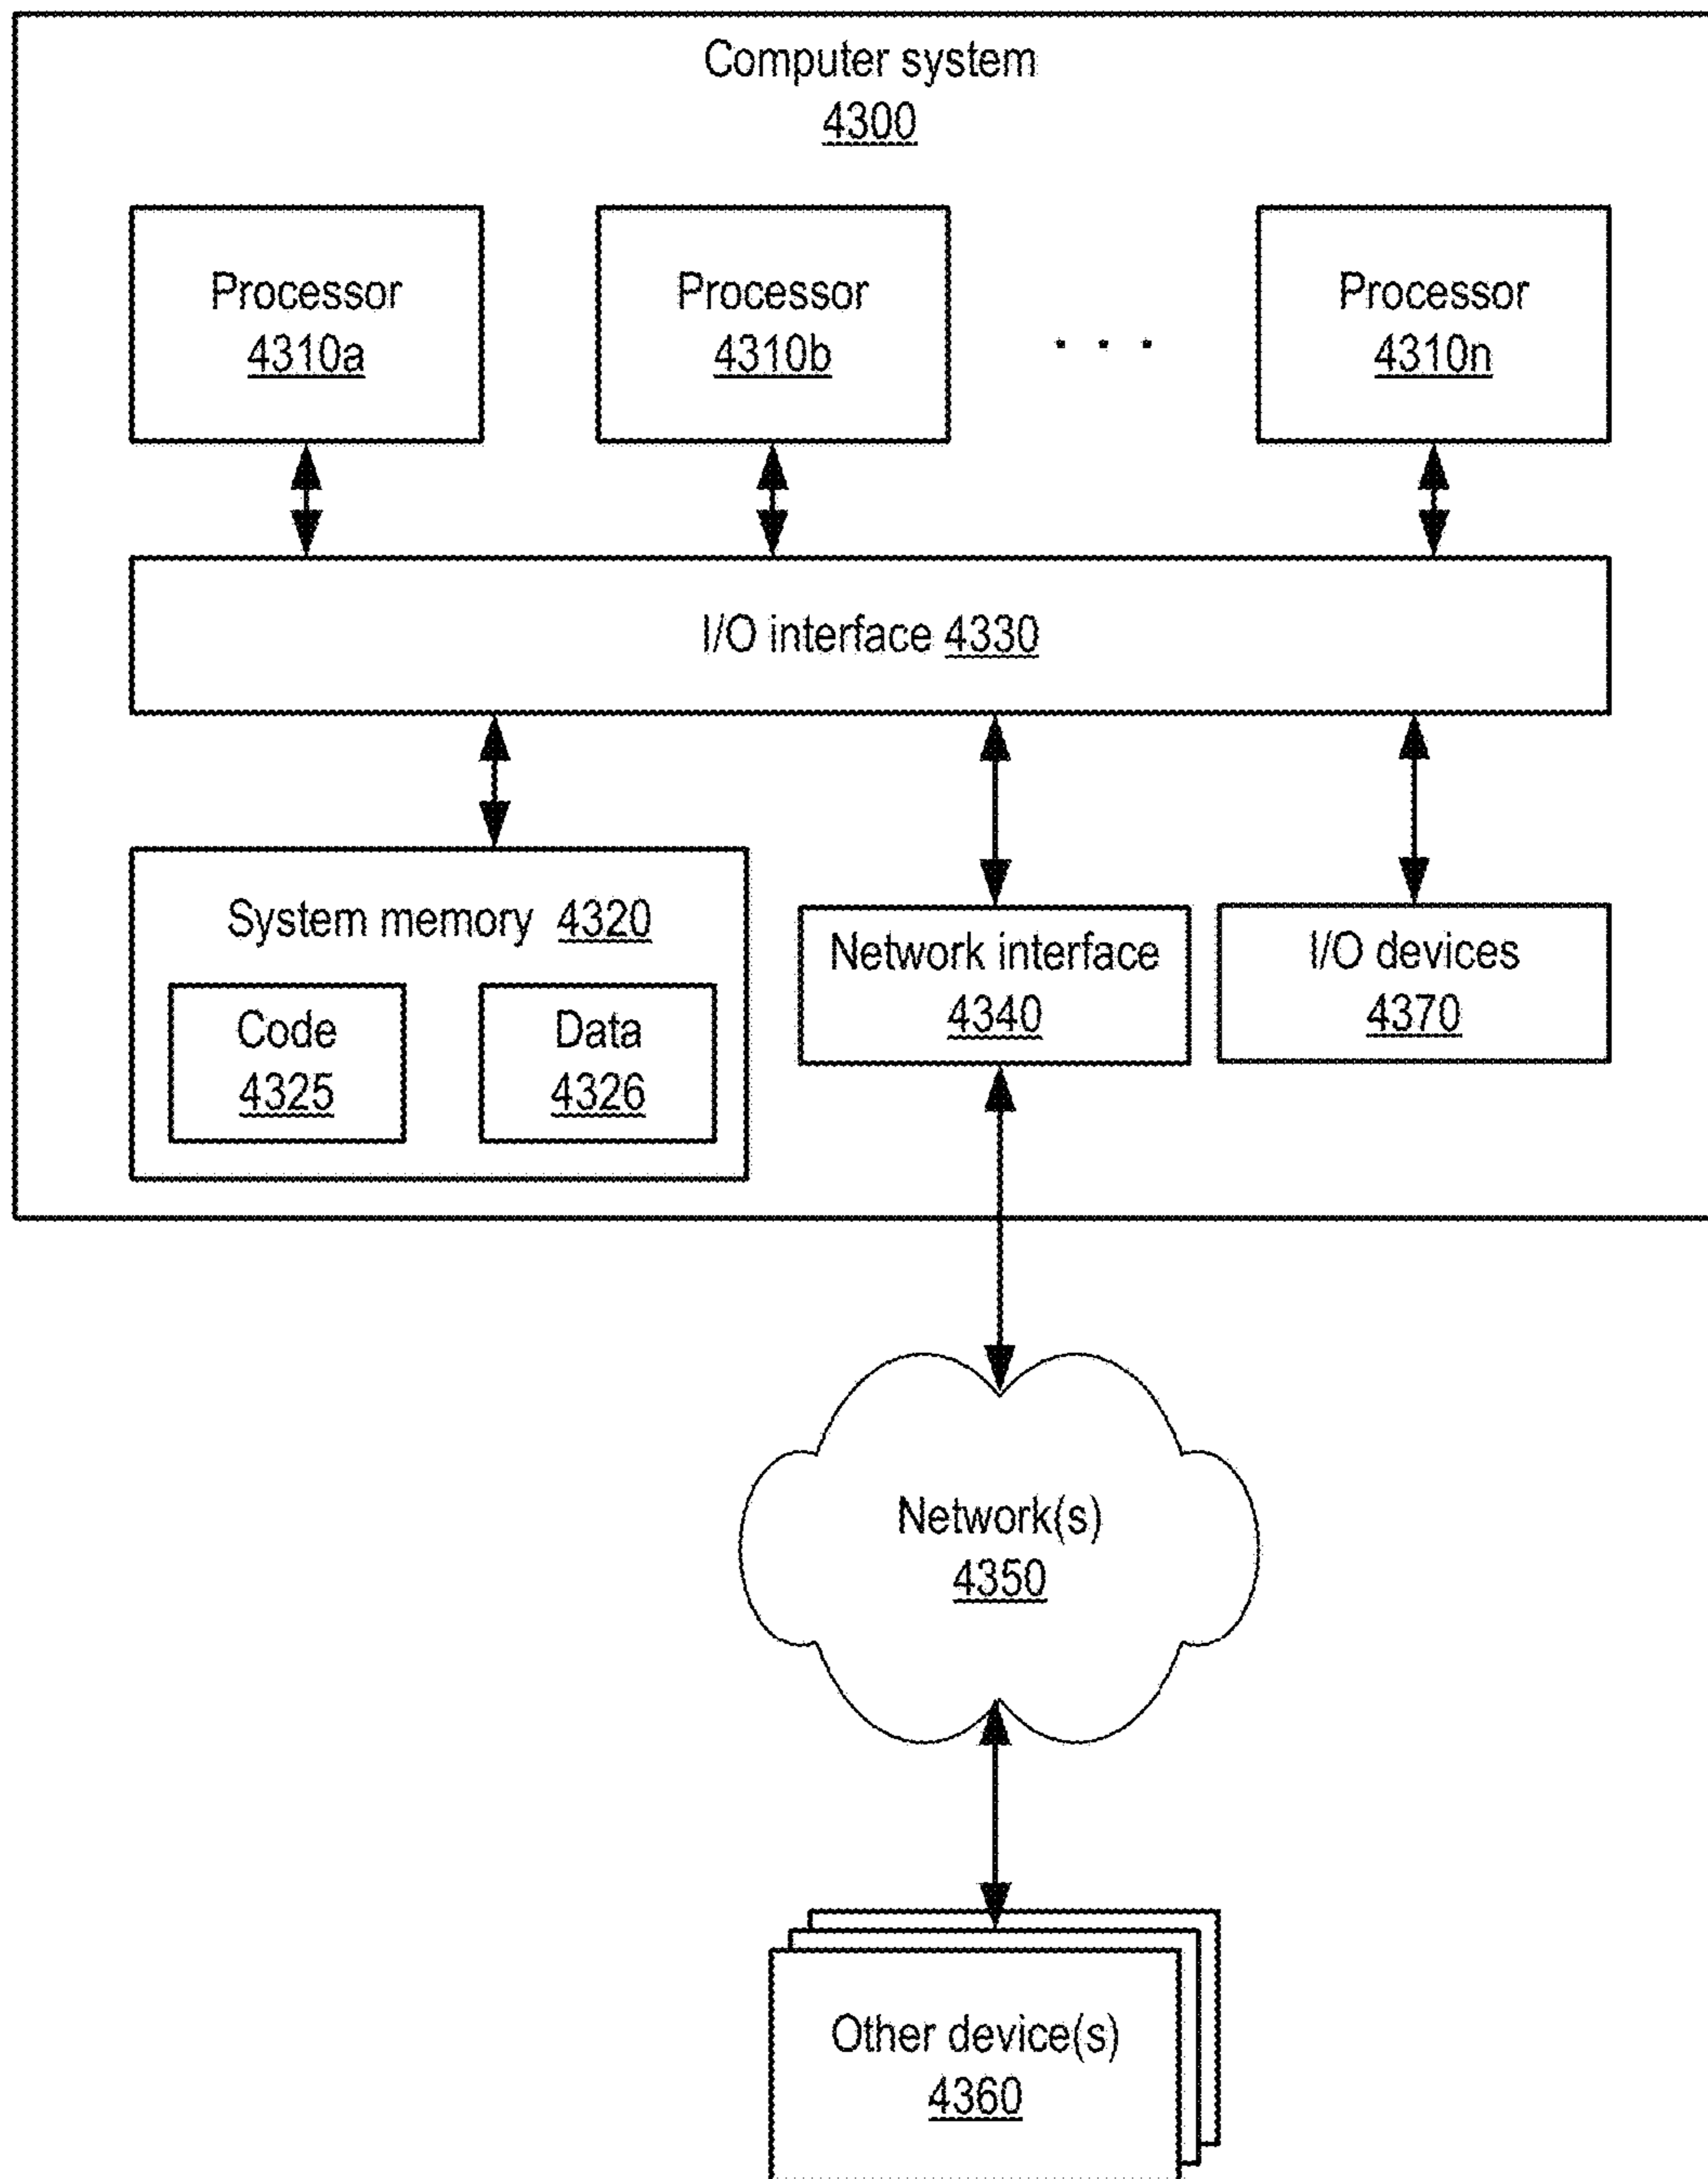 Computer system
4300
Processor
4310a
Processor
4310b
. . .
Processor
4310n
I/O interface 4330
System memory 4320
Code
4325
Data
4326
Network interface
4340
I/O devices
4370
Network(s)
4350
Other device(s)
4360